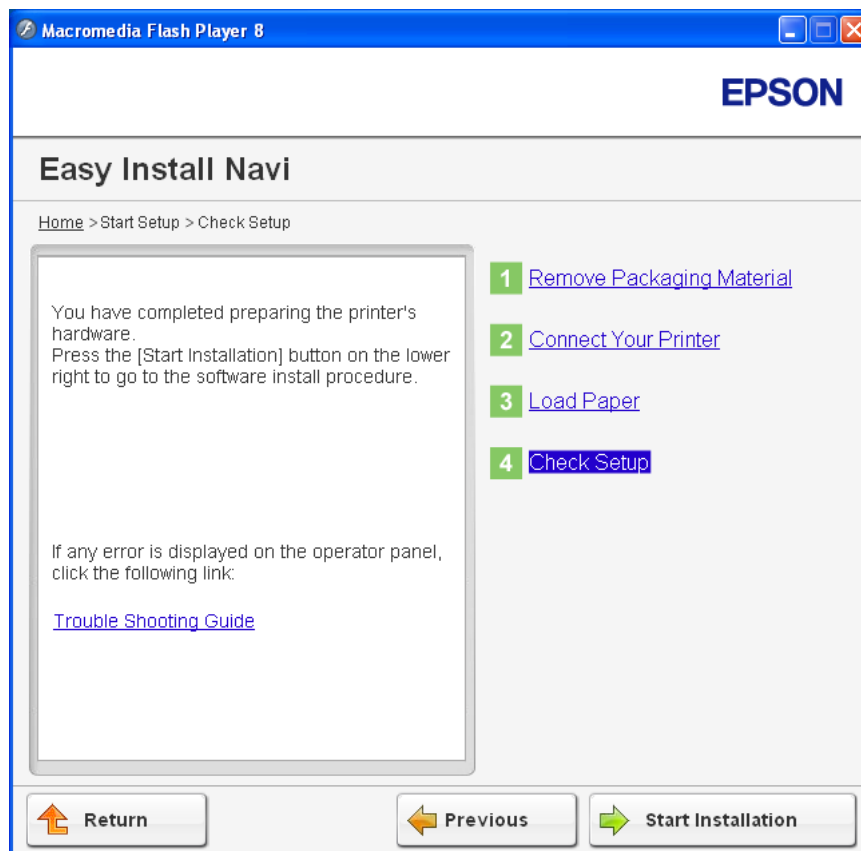 Macromedia Flash Player 8
EPSON
Easy Install Navi
Home > Start Setup > Check Setup
You have completed preparing the printer's
hardware.
Press the [Start Installation] button on the lower
right to go to the software install procedure.
If any error is displayed on the operator panel,
click the following link:
Trouble Shooting Guide
1 Remove Packaging Material
2 Connect Your Printer
3 Load Paper
4 Check Setup
Return
Previous
Start Installation